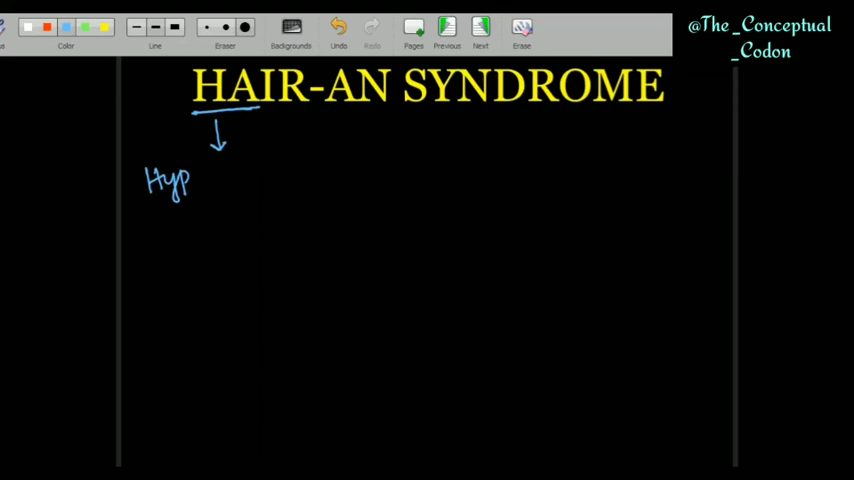 @The_Conceptual
_Codon
Color
Line
Eraser
Backgrounds
Undo
Redo
Pages
Previous
Next
Erase
HAIR-AN SYNDROME
Hyp